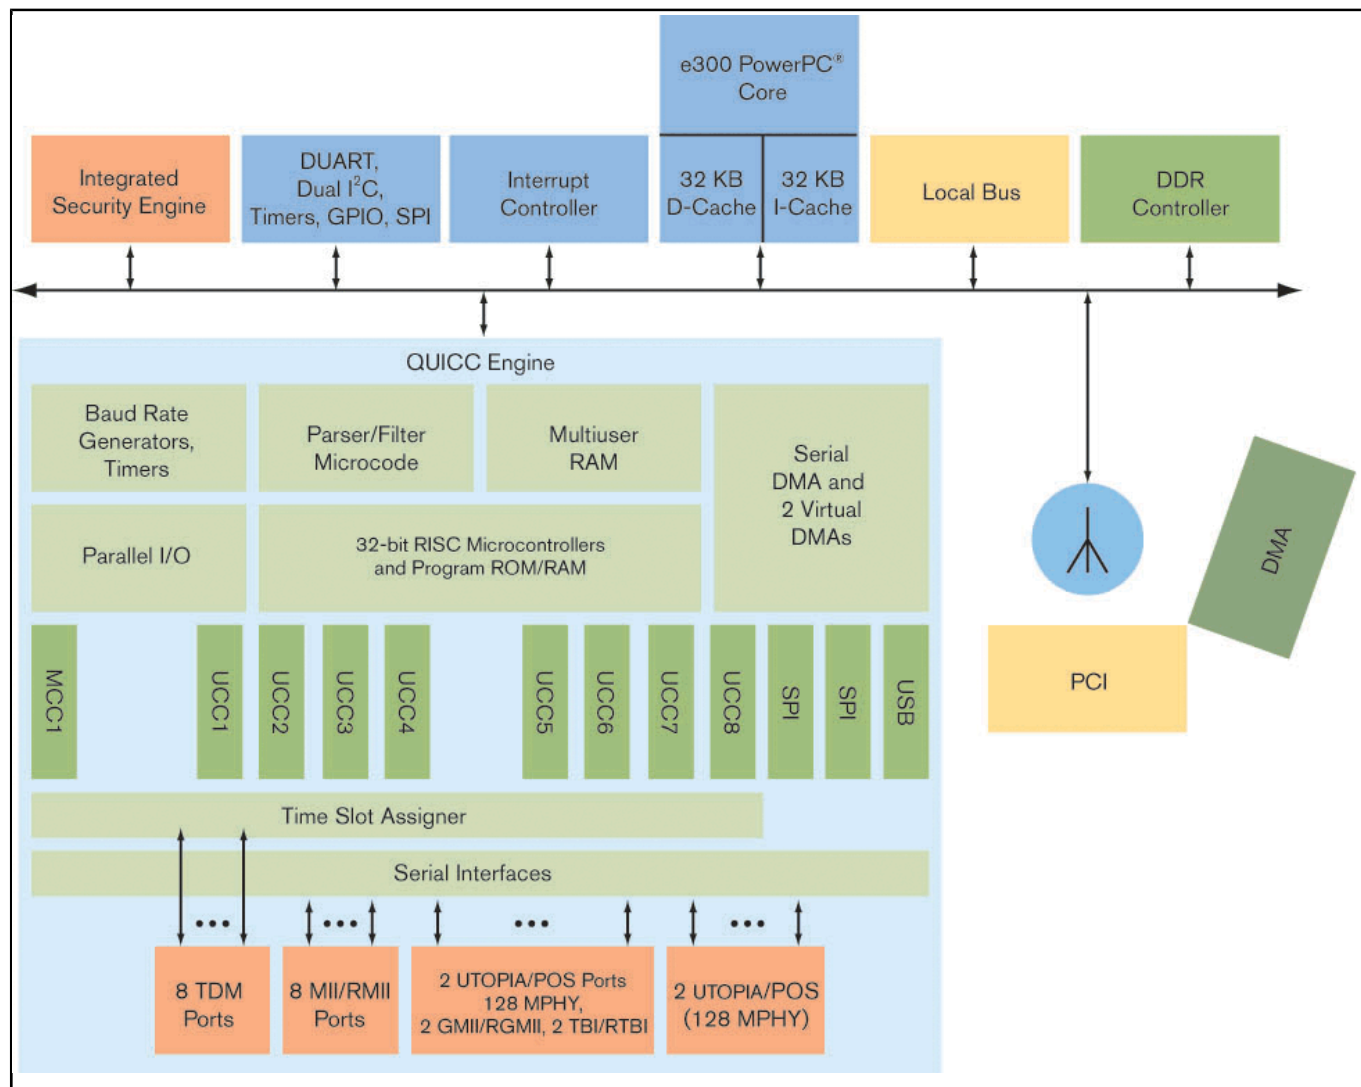 e300 PowerPC®
Core
Integrated
Security Engine
DUART,
Dual I²C,
Timers, GPIO, SPI
Interrupt
Controller
32 KB
D-Cache
32 KB
I-Cache
Local Bus
DDR
Controller
QUICC Engine
Baud Rate
Generators,
Timers
Parser/Filter
Microcode
Multiuser
RAM
Serial
DMA and
2 Virtual
DMAs
Parallel I/O
32-bit RISC Microcontrollers
and Program ROM/RAM
DMA
PCI
MCC1
UCC1
UCC2
UCC3
UCC4
UCC5
UCC6
UCC7
UCC8
SPI
SPI
USB
Time Slot Assigner
Serial Interfaces
8 TDM
Ports
8 MII/RMII
Ports
2 UTOPIA/POS Ports
128 MPHY,
2 GMII/RGMII, 2 TBI/RTBI
2 UTOPIA/POS
(128 MPHY)